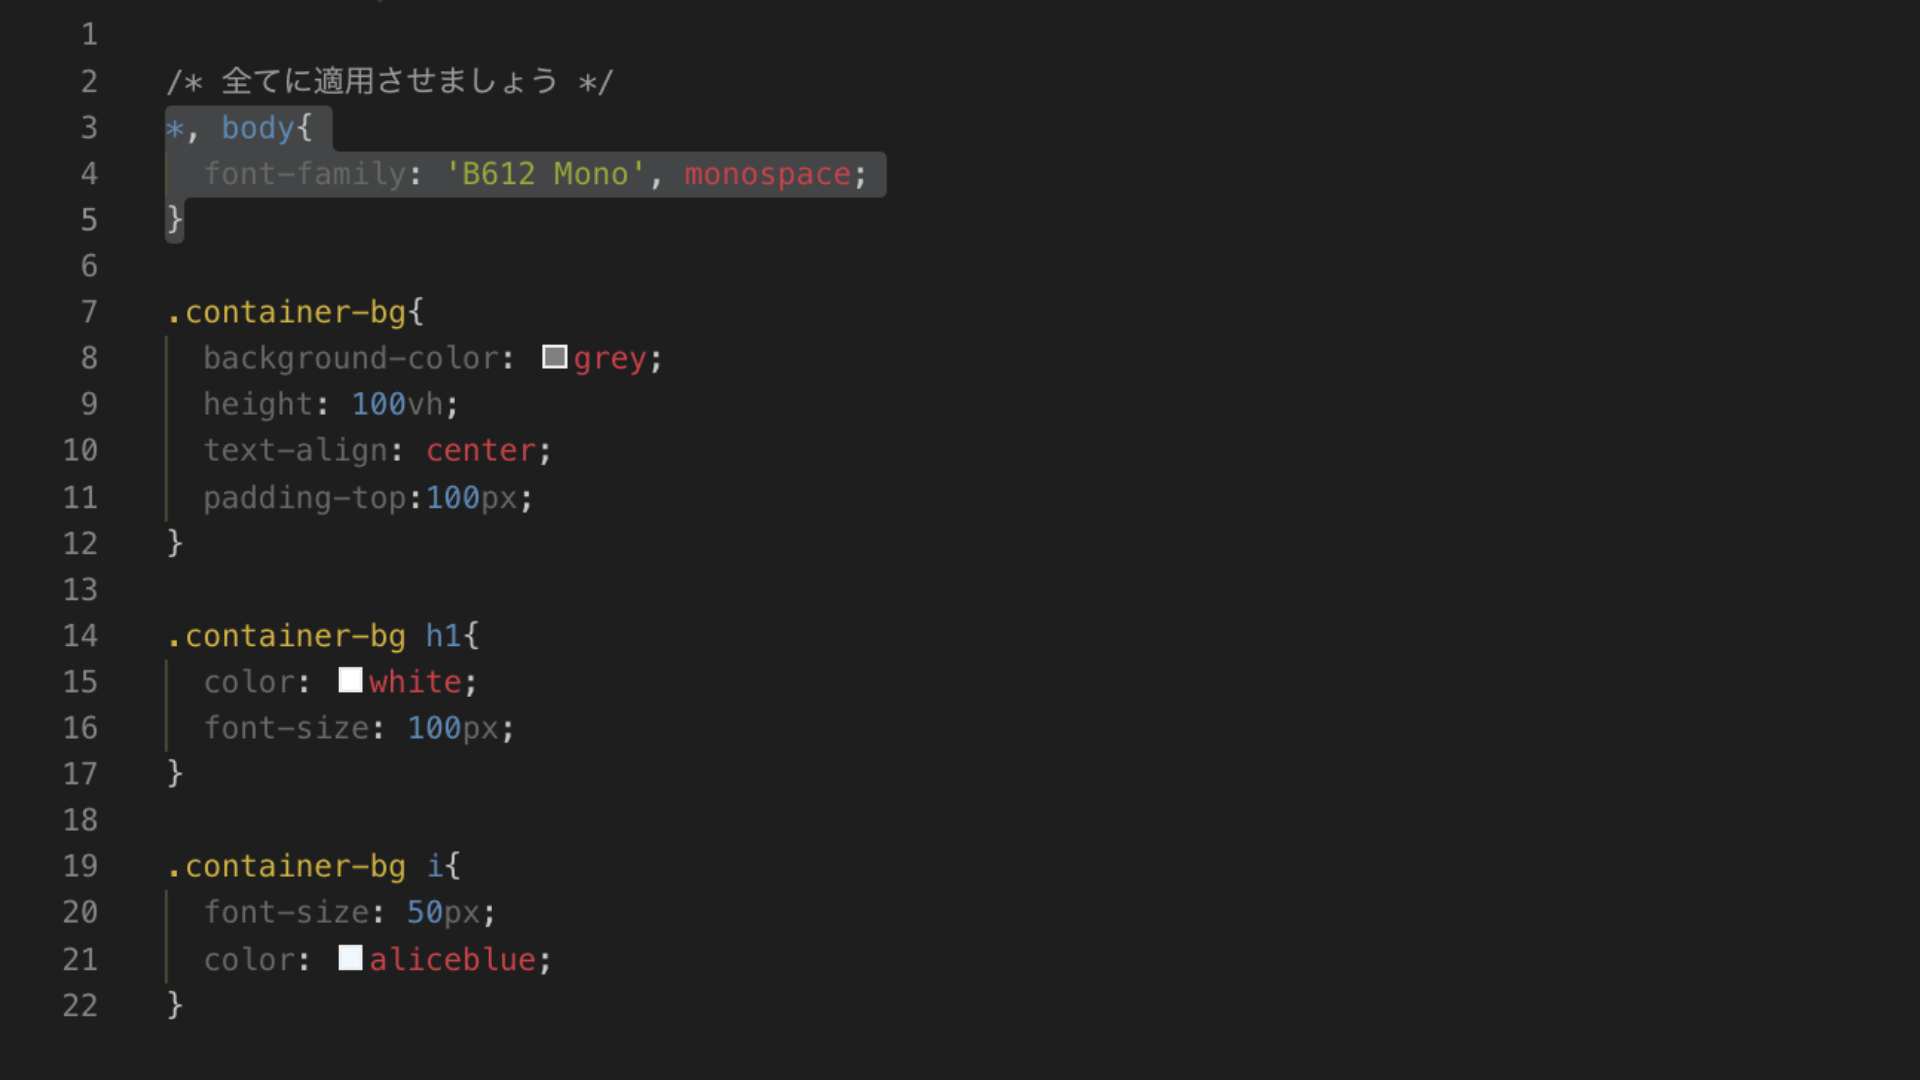 1
2 /* 全てに適用させましょう */
3 *, body{
4 font-family: 'B612 Mono', monospace;
5 }
6
7 .container-bg{
8 background-color: grey;
9 height: 100vh;
10 text-align: center;
11 padding-top:100px;
12 }
13
14 .container-bg h1{
15 color: white;
16 font-size: 100px;
17 }
18
19 .container-bg i{
20 font-size: 50px;
21 color: aliceblue;
22 }